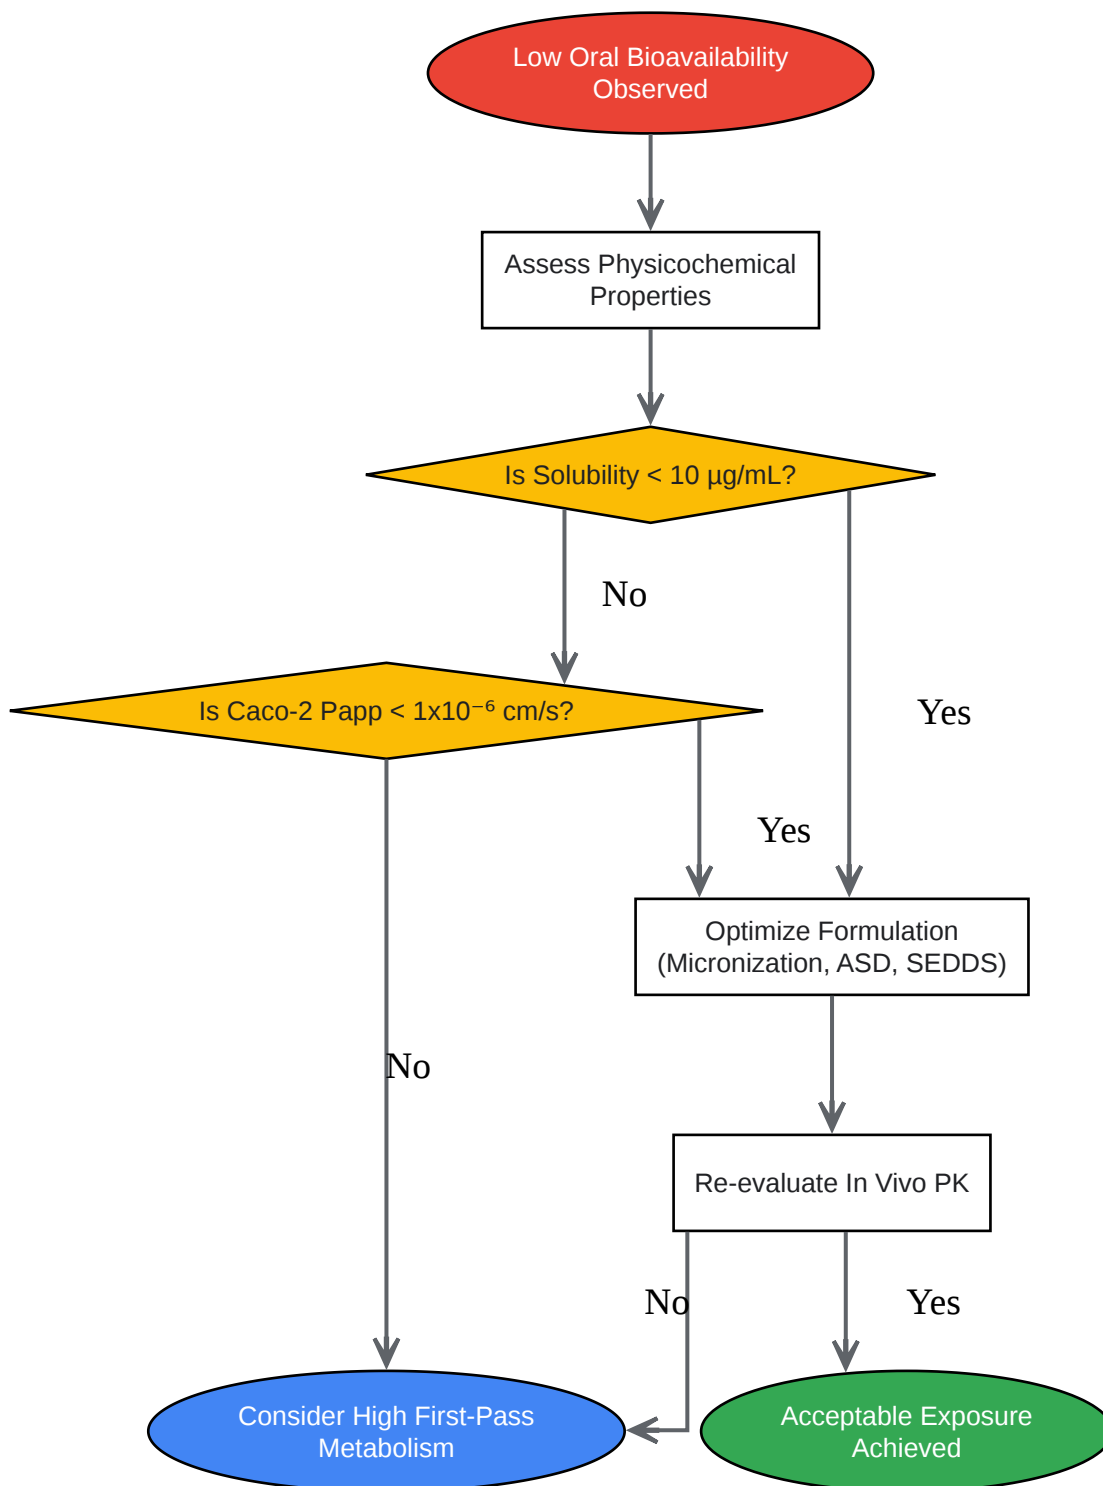 Low Oral Bioavailability
Observed
Assess Physicochemical
Properties
Is Solubility < 10 µg/mL?
No
Yes
Is Caco-2 Papp < 1x10⁻⁶ cm/s?
Yes
Optimize Formulation
(Micronization, ASD, SEDDS)
No
Re-evaluate In Vivo PK
No
Yes
Consider High First-Pass
Metabolism
Acceptable Exposure
Achieved